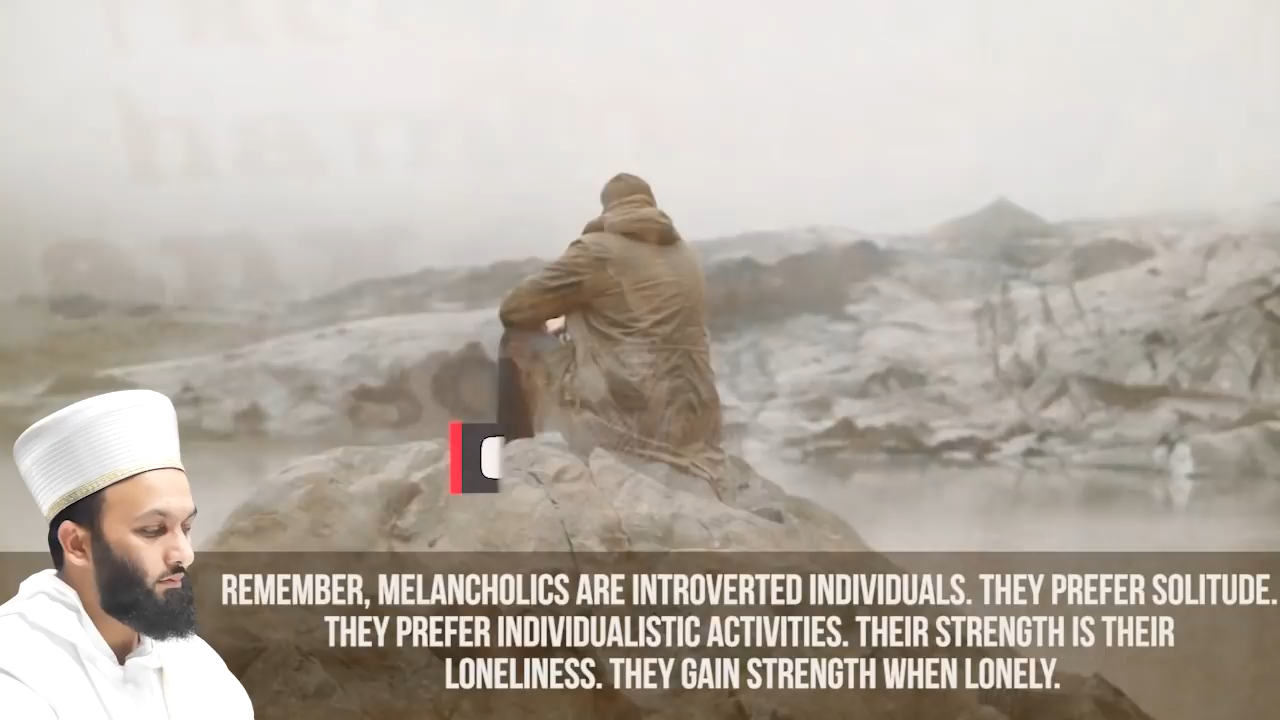 REMEMBER, MELANCHOLICS ARE INTROVERTED INDIVIDUALS. THEY PREFER SOLITUDE.
THEY PREFER INDIVIDUALISTIC ACTIVITIES. THEIR STRENGTH IS THEIR
LONELINESS. THEY GAIN STRENGTH WHEN LONELY.